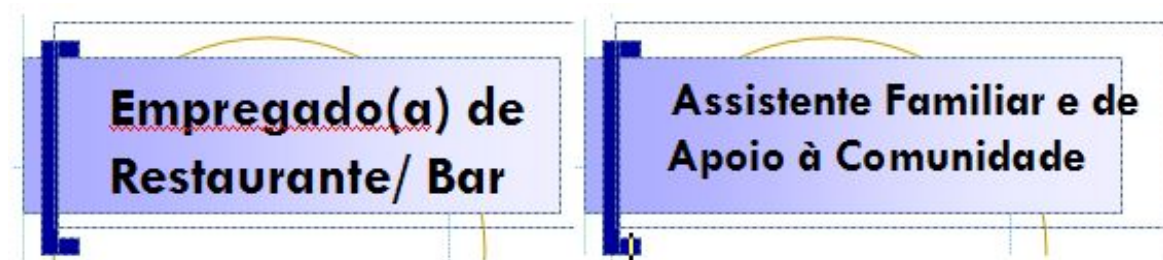 Empregado(a) de
Restaurante/ Bar
Assistente Familiar e de
Apoio à Comunidade